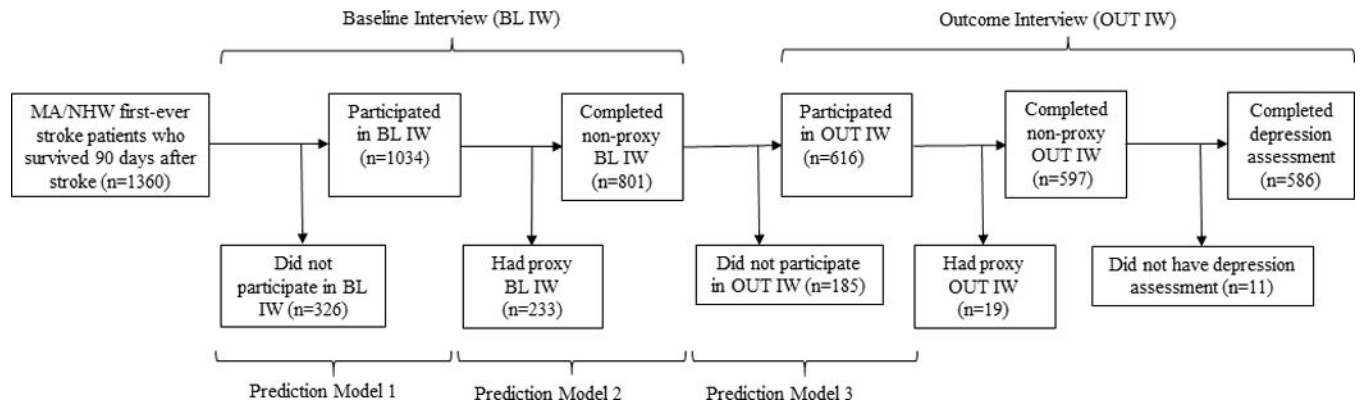 Baseline Interview (BL IW)
Outcome Interview (OUT IW)
MA/NHW first-ever
stroke patients who
survived 90 days after
stroke (n=1360)
Participated
in BL IW
(n=1034)
Completed
non-proxy
BL IW
(n=801)
Participated
in OUT IW
(n=616)
Completed
non-proxy
OUT IW
(n=597)
Completed
depression
assessment
(n=586)
Did not
participate in BL
IW (n=326)
Had proxy
BL IW
(n=233)
Did not participate
in OUT IW (n=185)
Had proxy
OUT IW
(n=19)
Did not have depression
assessment (n=11)
Prediction Model 1
Prediction Model 2
Prediction Model 3